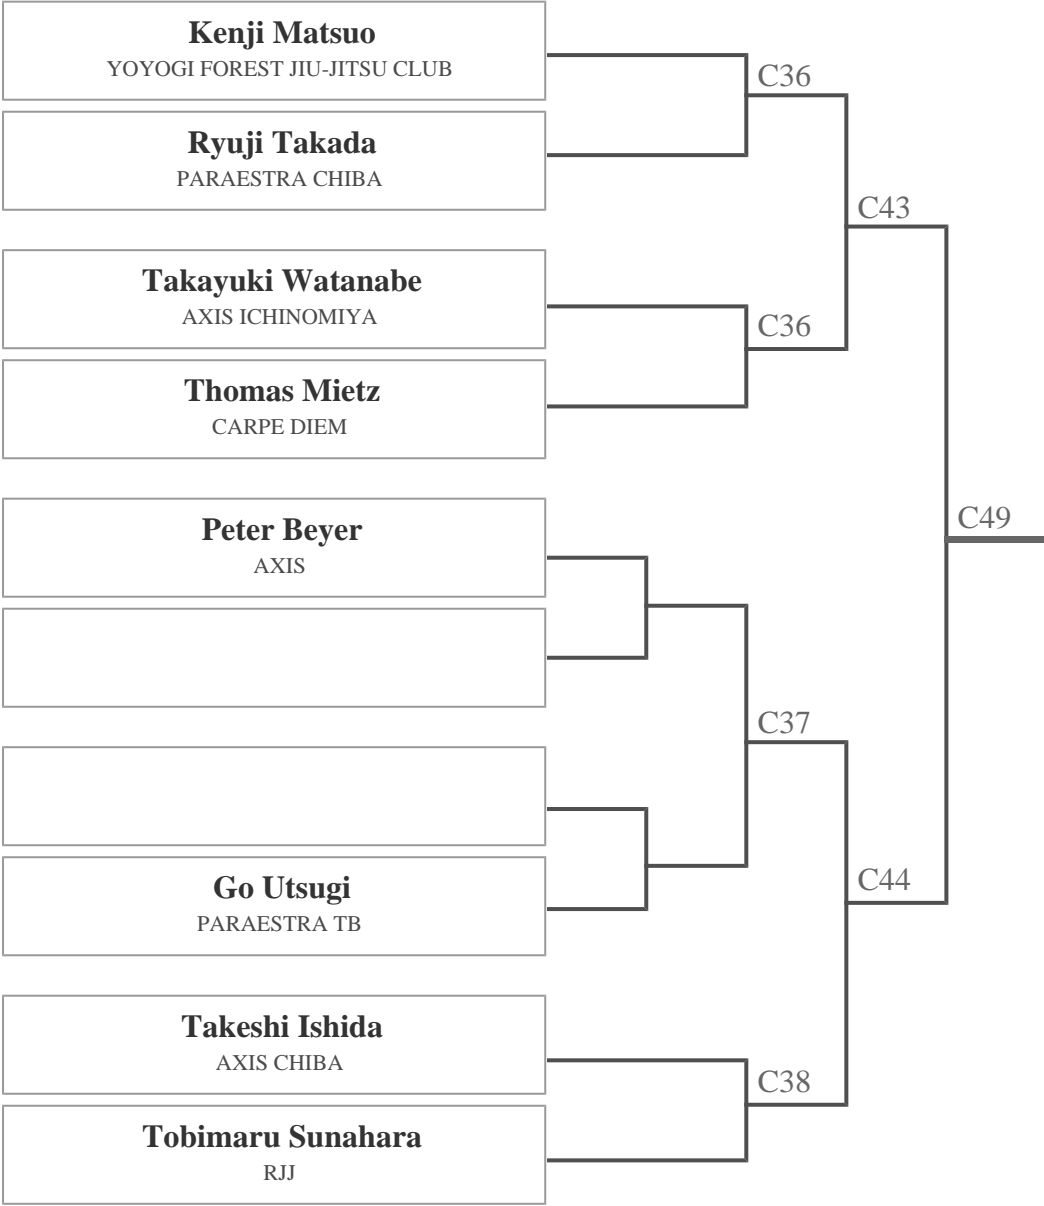 Kenji Matsuo
YOYOGI FOREST JIU-JITSU CLUB
C36
Ryuji Takada
PARAESTRA CHIBA
C43
Takayuki Watanabe
AXIS ICHINOMIYA
C36
Thomas Mietz
CARPE DIEM
Peter Beyer
AXIS
C49
C37
Go Utsugi
PARAESTRA TB
C44
Takeshi Ishida
AXIS CHIBA
C38
Tobimaru Sunahara
RJJ